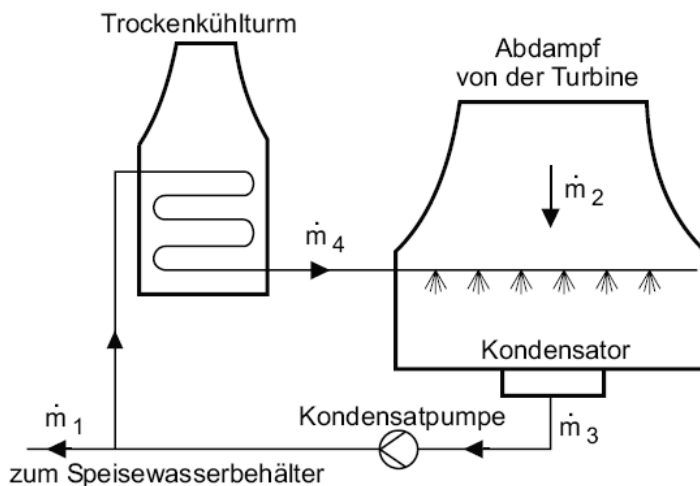 Trockenkühlturm
Abdampf
von der Turbine
ṁ 2
ṁ 4
Kondensator
Kondensatpumpe
ṁ 3
ṁ 1
zum Speisewasserbehälter